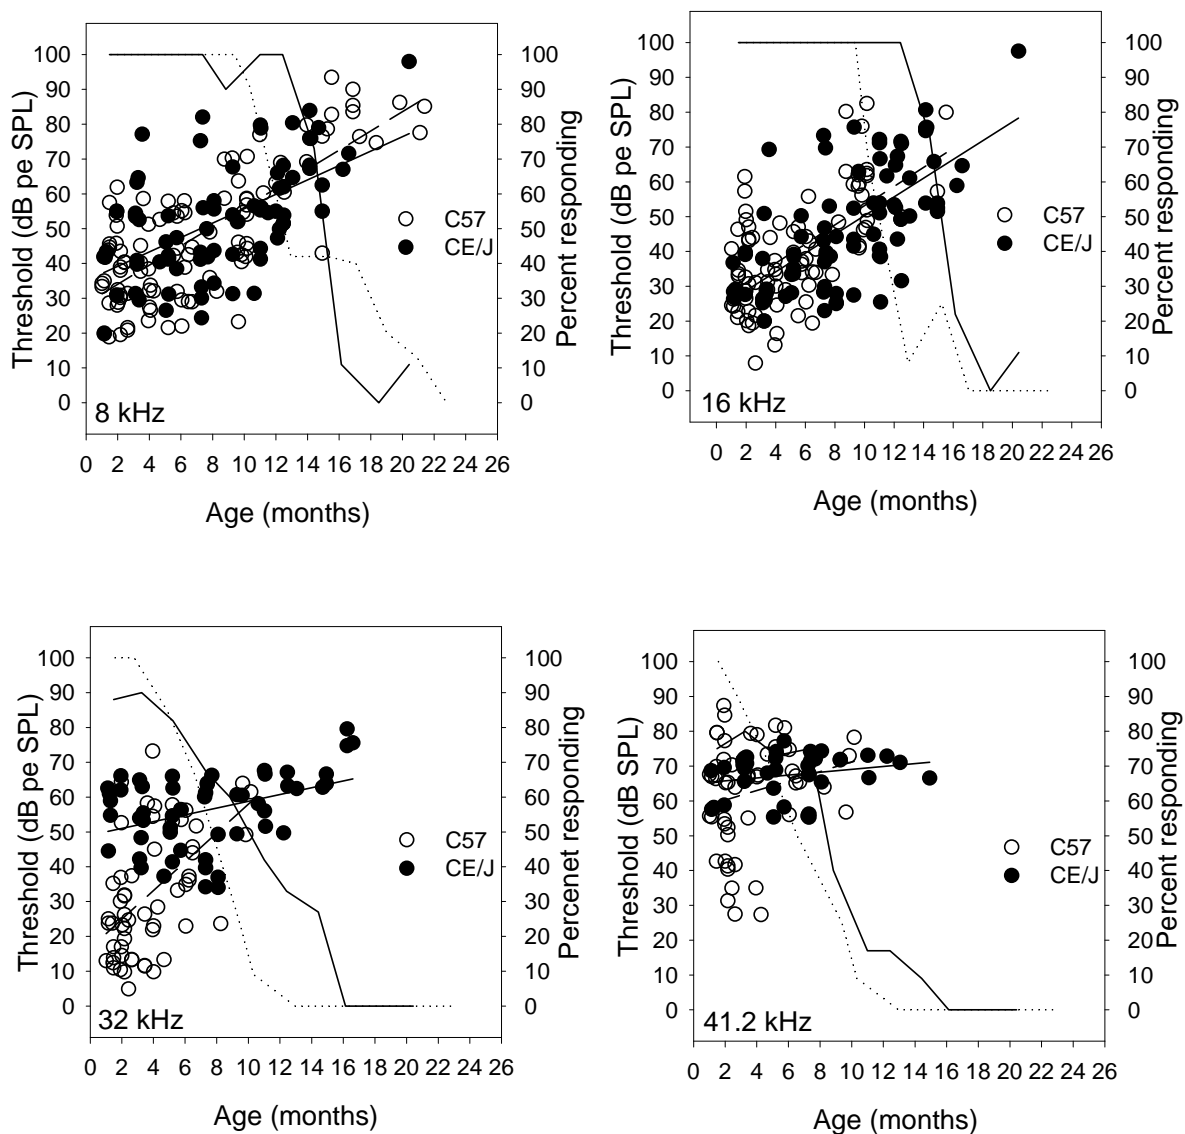 100 100
90 90
80 80
70 70
60 60
50 50
40 40
30 30
20 20
10 10
0 0
Threshold (dB pe SPL)
Percent responding
C57
CE/J
8 kHz
0 2 4 6 8 10 12 14 16 18 20 22 24 26
Age (months)
100 100
90 90
80 80
70 70
60 60
50 50
40 40
30 30
20 20
10 10
0 0
Threshold (dB pe SPL)
Percent responding
C57
CE/J
16 kHz
0 2 4 6 8 10 12 14 16 18 20 22 24 26
Age (months)
100 100
90 90
80 80
70 70
60 60
50 50
40 40
30 30
20 20
10 10
0 0
Threshold (dB pe SPL)
Percenet responding
C57
CE/J
32 kHz
0 2 4 6 8 10 12 14 16 18 20 22 24 26
Age (months)
100 100
90 90
80 80
70 70
60 60
50 50
40 40
30 30
20 20
10 10
0 0
Threshold (dB SPL)
Percent responding
C57
CE/J
41.2 kHz
0 2 4 6 8 10 12 14 16 18 20 22 24 26
Age (months)